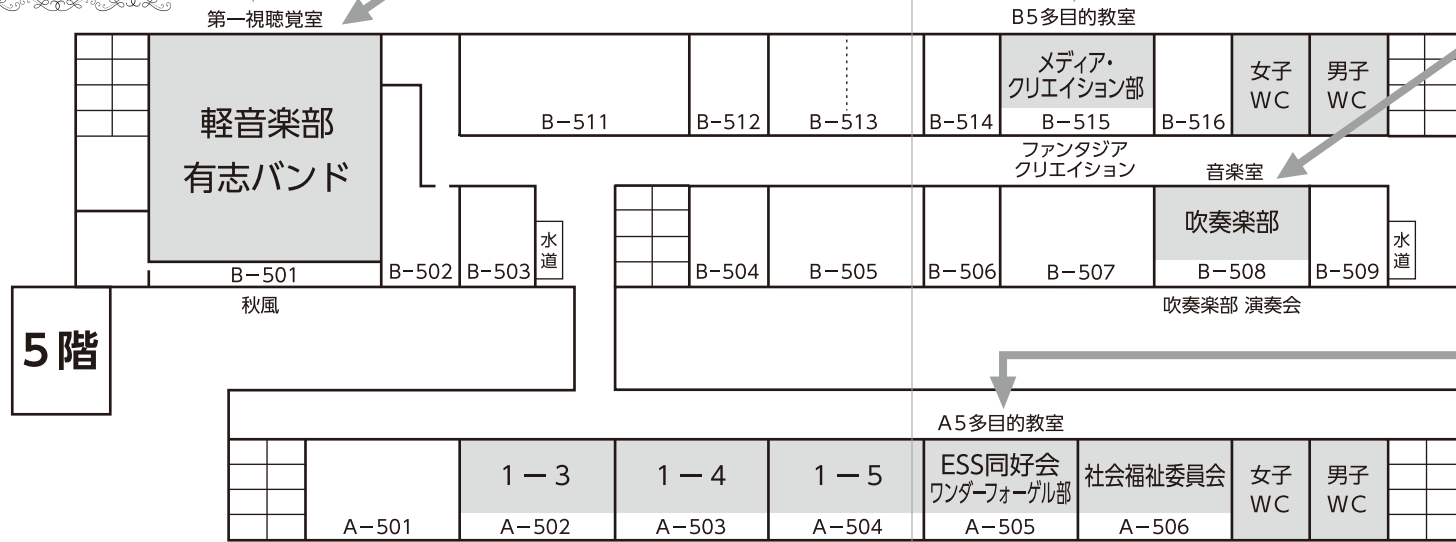 第一視聴覚室
B5多目的教室
軽音楽部
有志バンド
B-511
B-512
B-513
B-514
メディア・
クリエイション部
B-515
B-516
女子
WC
男子
WC
ファンタジア
クリエイション
音楽室
B-501
B-502
B-503
水道
B-504
B-505
B-506
B-507
吹奏楽部
B-508
B-509
水道
秋風
吹奏楽部 演奏会
5階
A5多目的教室
A-501
1-3
A-502
1-4
A-503
1-5
A-504
ESS同好会
ワンダーフォーゲル部
A-505
社会福祉委員会
A-506
女子
WC
男子
WC